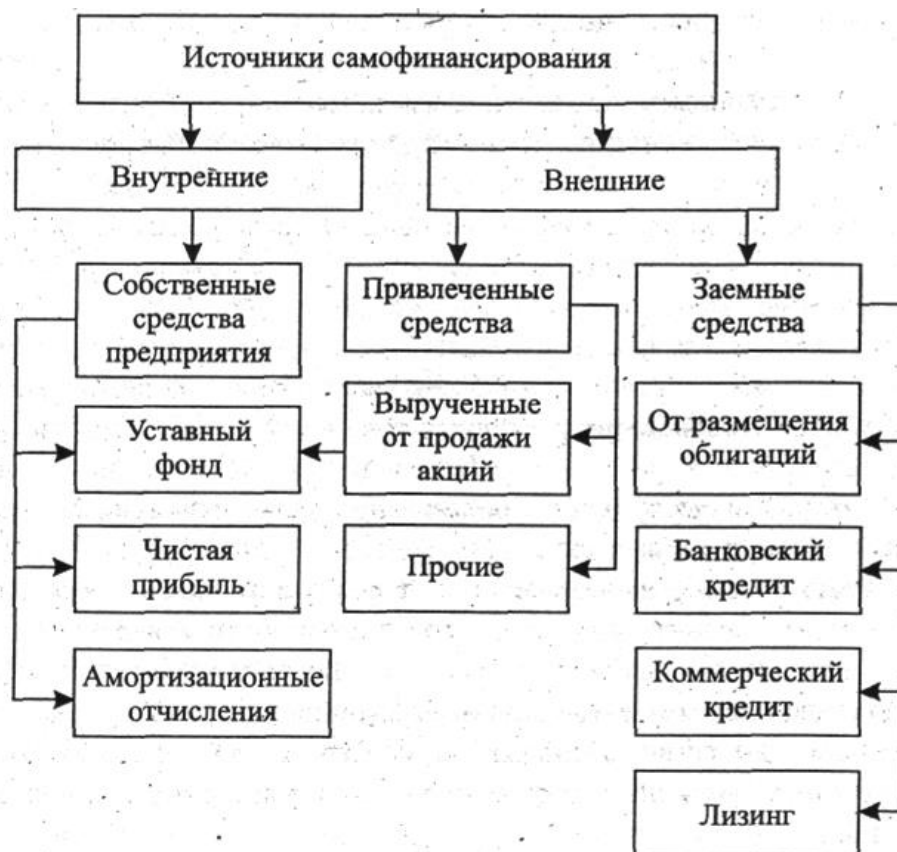 Источники самофинансирования
Внутренние
Внешние
Собственные
средства
предприятия
Привлеченные
средства
Заемные
средства
Уставный
фонд
Вырученные
от продажи
акций
От размещения
облигаций
Чистая
прибыль
Прочие
Банковский
кредит
Амортизационные
отчисления
Коммерческий
кредит
Лизинг